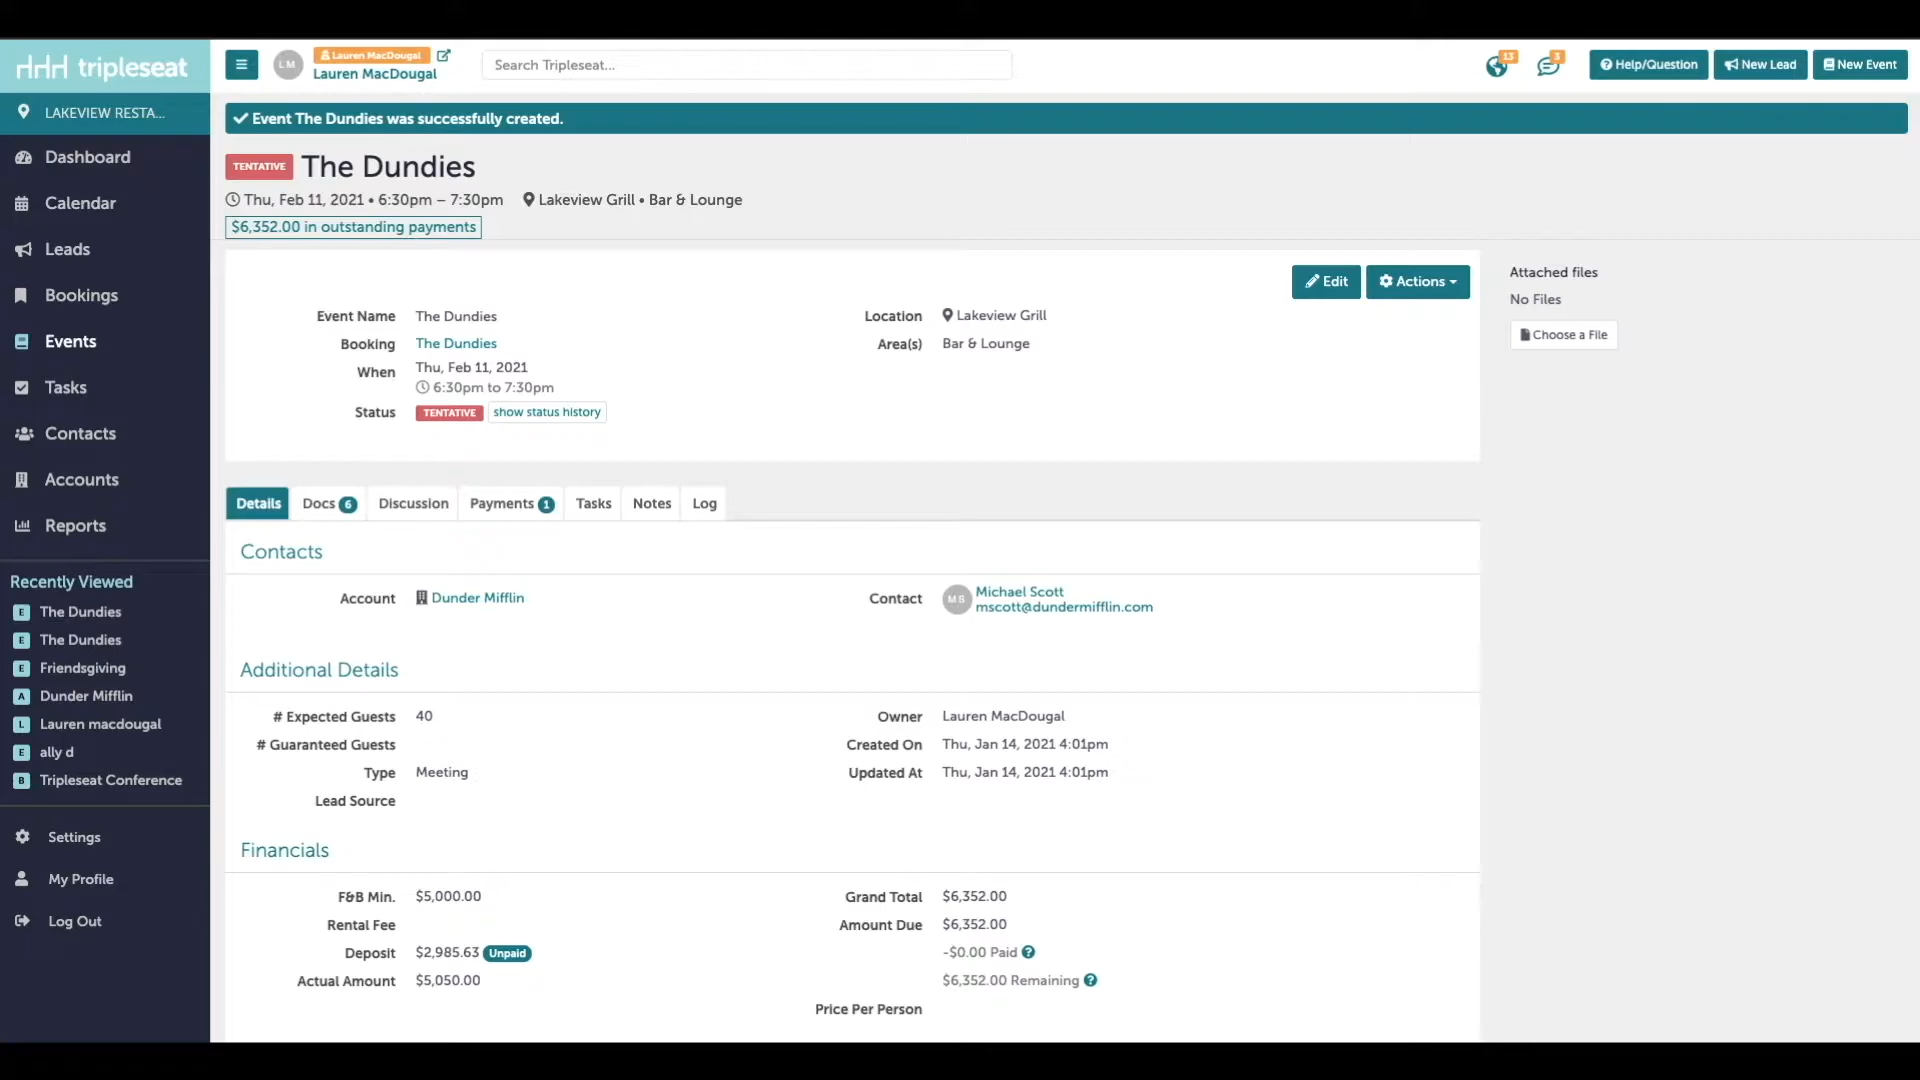 tripleseat
LM
Lauren MacDougal
Lauren MacDougal
Search Tripleseat...
13
3
Help/Question
New Lead
New Event
LAKEVIEW RESTA...
Dashboard
Calendar
Leads
Bookings
Events
Tasks
Contacts
Accounts
Reports
Recently Viewed
E The Dundies
E The Dundies
E Friendsgiving
A Dunder Mifflin
L Lauren macdougal
E ally d
B Tripleseat Conference
Settings
My Profile
Log Out
Event The Dundies was successfully created.
TENTATIVE The Dundies
Thu, Feb 11, 2021 • 6:30pm – 7:30pm Lakeview Grill • Bar & Lounge
$6,352.00 in outstanding payments
Edit
Actions
Event Name The Dundies
Booking The Dundies
When Thu, Feb 11, 2021
6:30pm to 7:30pm
Status TENTATIVE show status history
Location Lakeview Grill
Area(s) Bar & Lounge
Attached files
No Files
Choose a File
Details Docs 6 Discussion Payments 1 Tasks Notes Log
Contacts
Account Dunder Mifflin
Contact MS Michael Scott
mscott@dundermifflin.com
Additional Details
# Expected Guests 40
# Guaranteed Guests
Type Meeting
Lead Source
Owner Lauren MacDougal
Created On Thu, Jan 14, 2021 4:01pm
Updated At Thu, Jan 14, 2021 4:01pm
Financials
F&B Min. $5,000.00
Rental Fee
Deposit $2,985.63 Unpaid
Actual Amount $5,050.00
Grand Total $6,352.00
Amount Due $6,352.00
-$0.00 Paid ?
$6,352.00 Remaining ?
Price Per Person